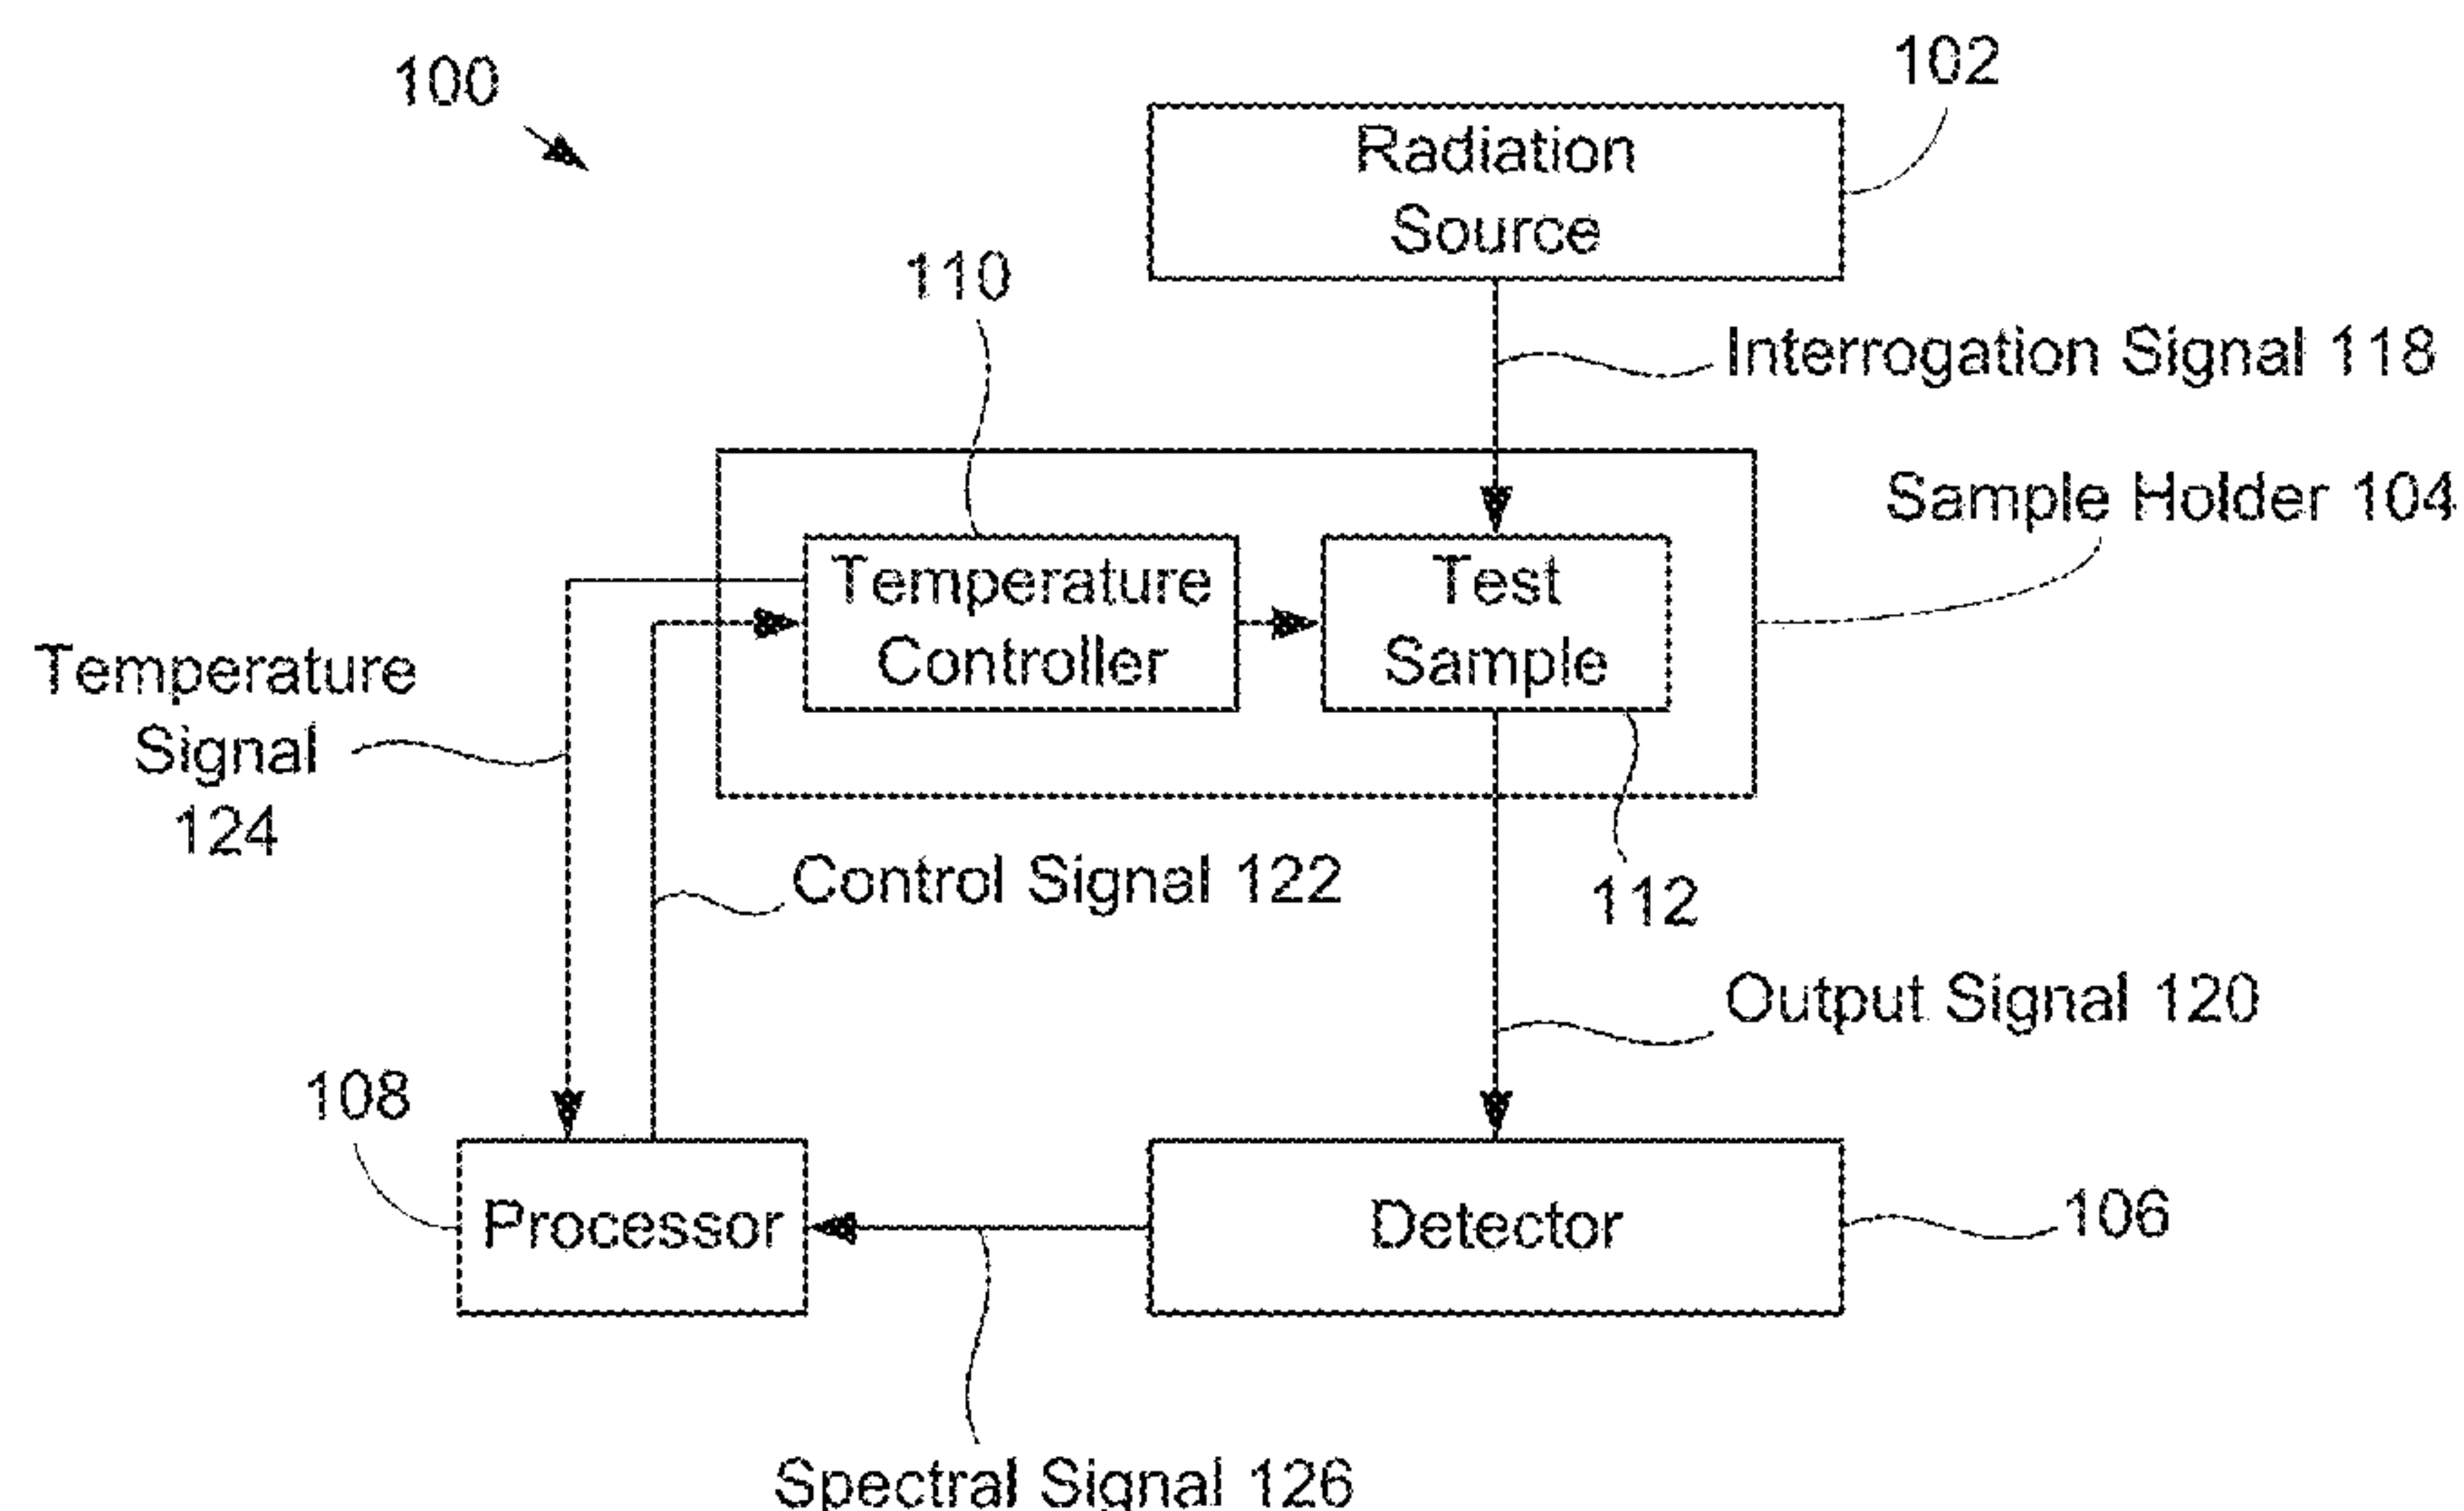 100
102
Radiation
Source
110
Interrogation Signal 118
Sample Holder 104
Temperature
Controller
Test
Sample
Temperature
Signal
124
Control Signal 122
112
Output Signal 120
108
Processor
Detector
106
Spectral Signal 126